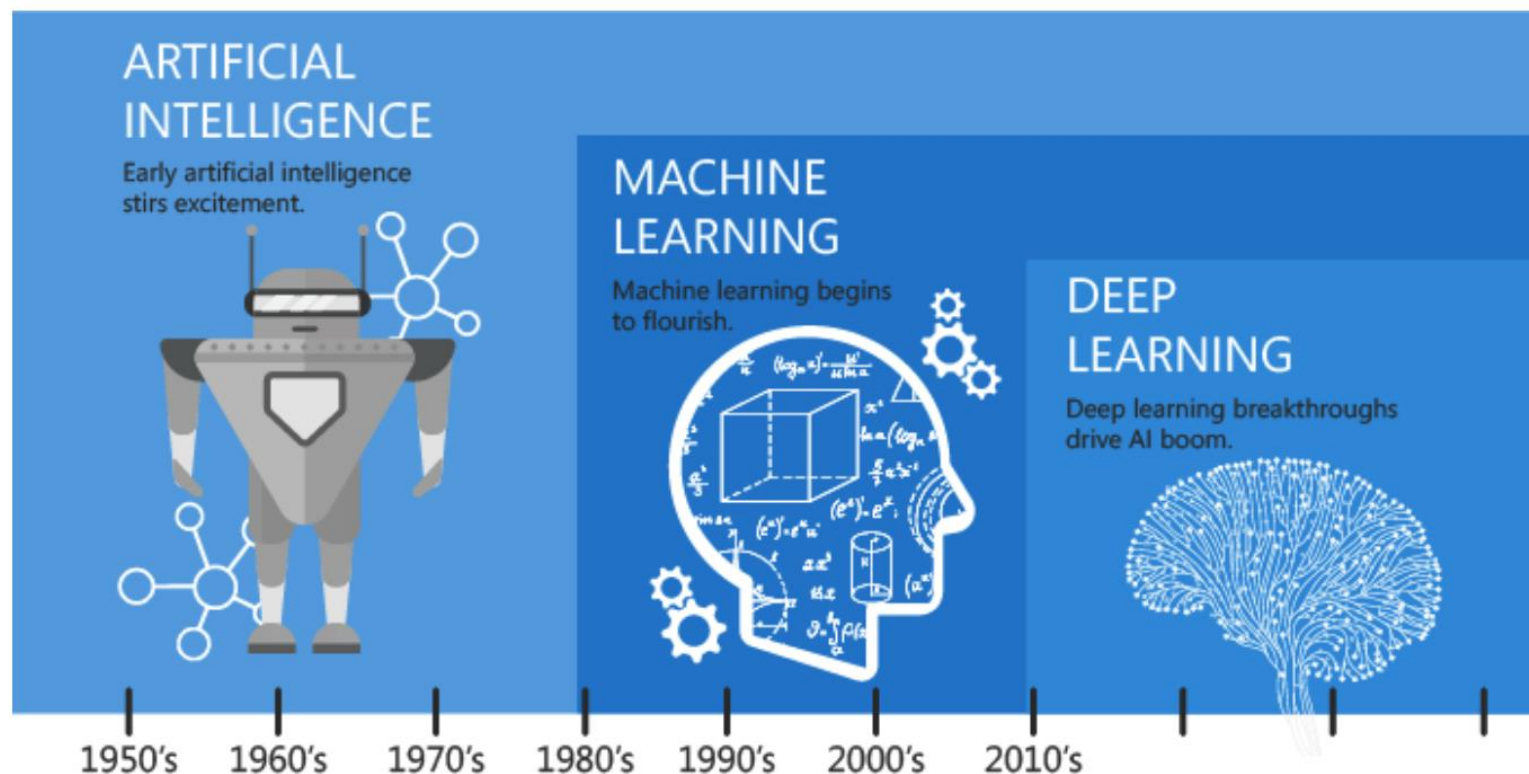 ARTIFICIAL
INTELLIGENCE
Early artificial intelligence
stirs excitement.
MACHINE
LEARNING
Machine learning begins
to flourish.
DEEP
LEARNING
Deep learning breakthroughs
drive AI boom.
1950's 1960's 1970's 1980's 1990's 2000's 2010's